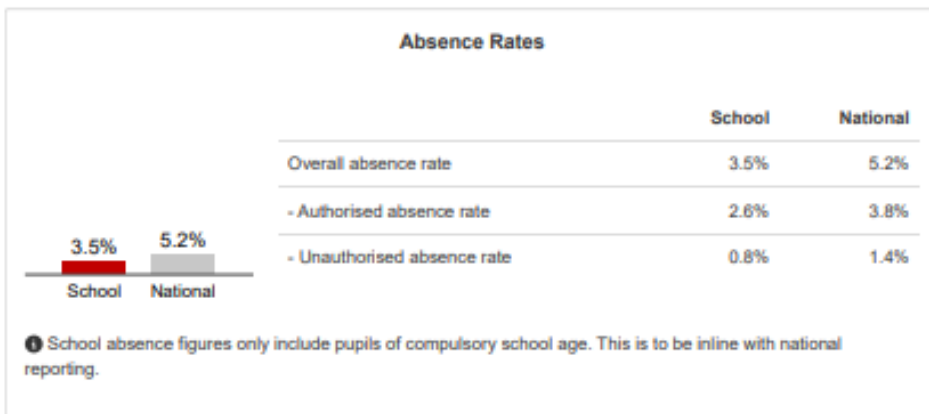 Absence Rates
School National
Overall absence rate 3.5% 5.2%
- Authorised absence rate 2.6% 3.8%
- Unauthorised absence rate 0.8% 1.4%
3.5% 5.2%
School National
i School absence figures only include pupils of compulsory school age. This is to be inline with national
reporting.